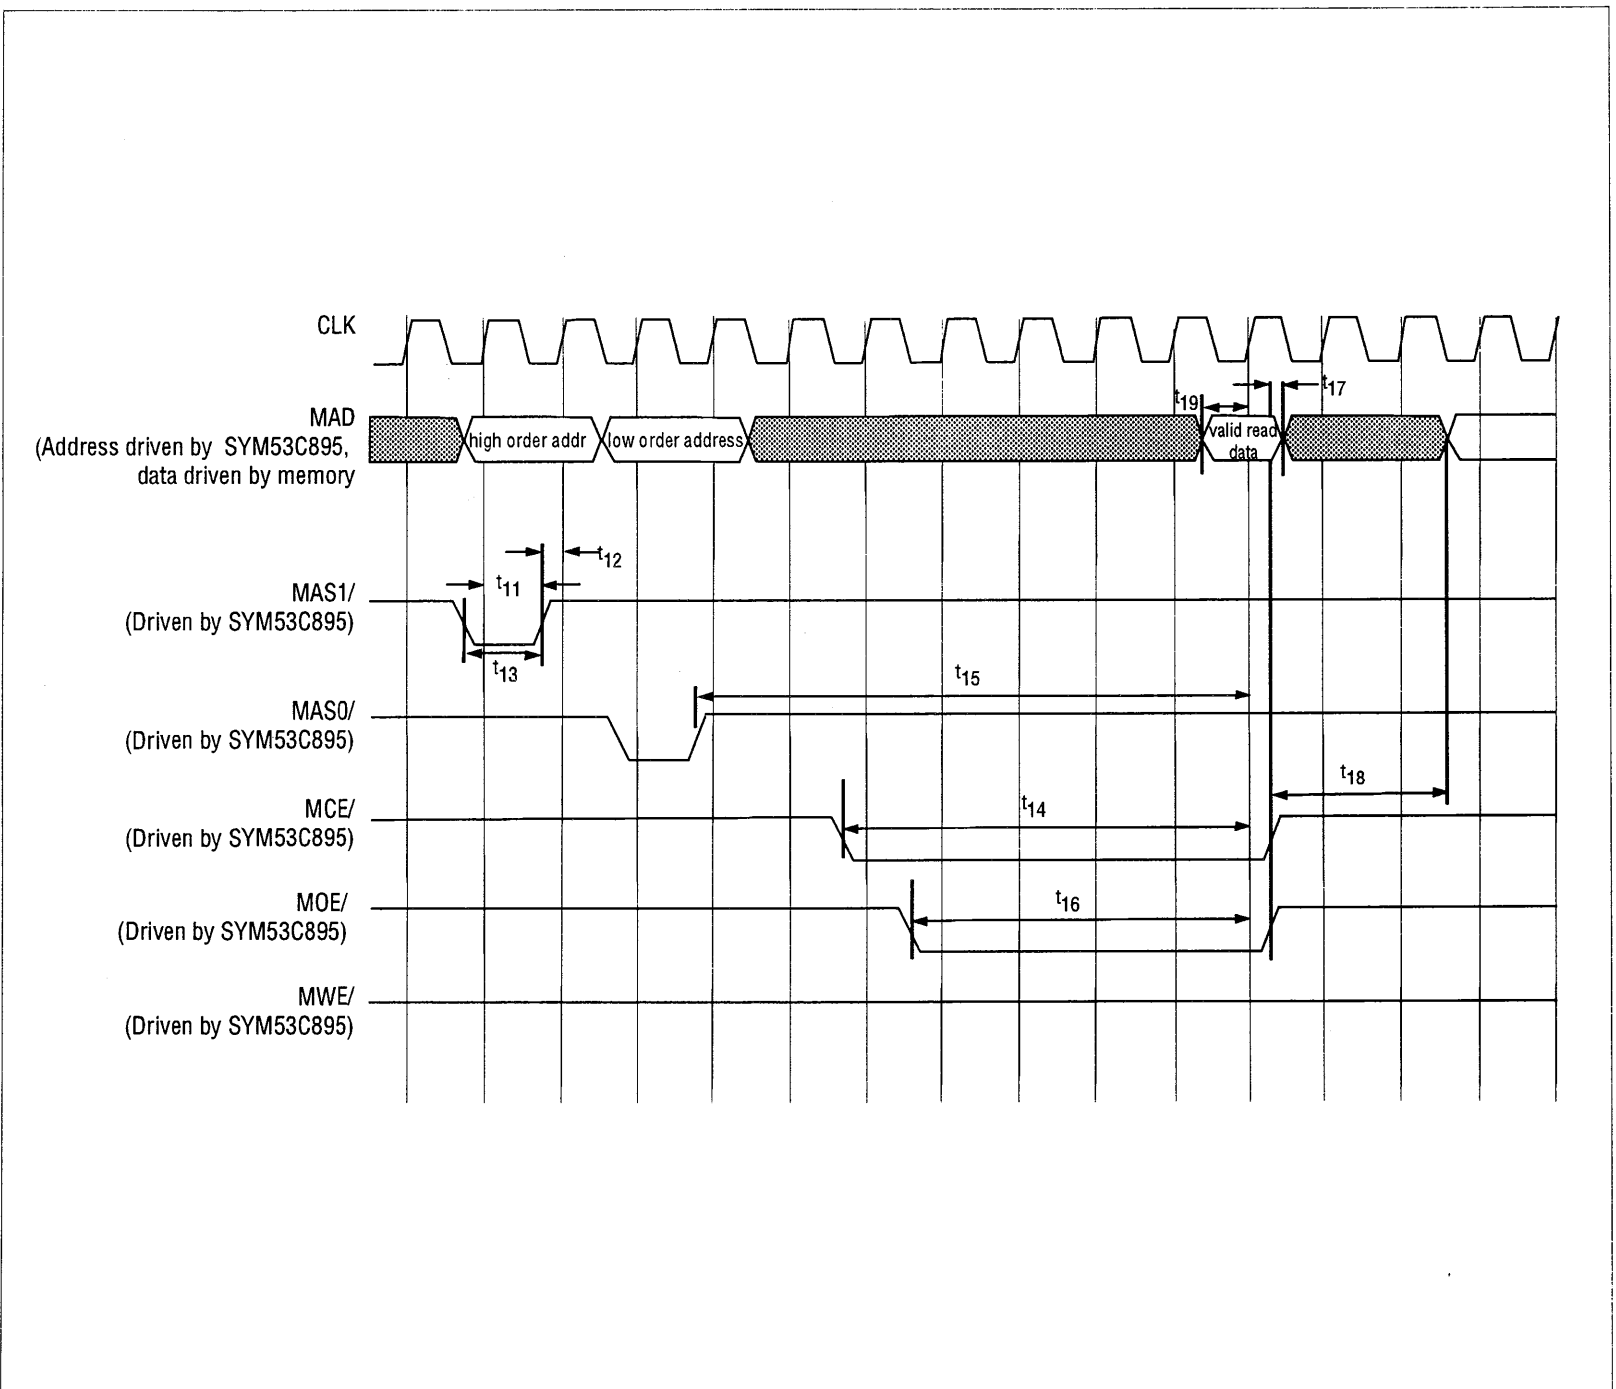 CLK
MAD
(Address driven by SYM53C895,
data driven by memory
high order addr
low order address
valid read
data
t19
t17
t12
t11
MAS1/
(Driven by SYM53C895)
t13
t15
MAS0/
(Driven by SYM53C895)
t18
t14
MCE/
(Driven by SYM53C895)
t16
MOE/
(Driven by SYM53C895)
MWE/
(Driven by SYM53C895)